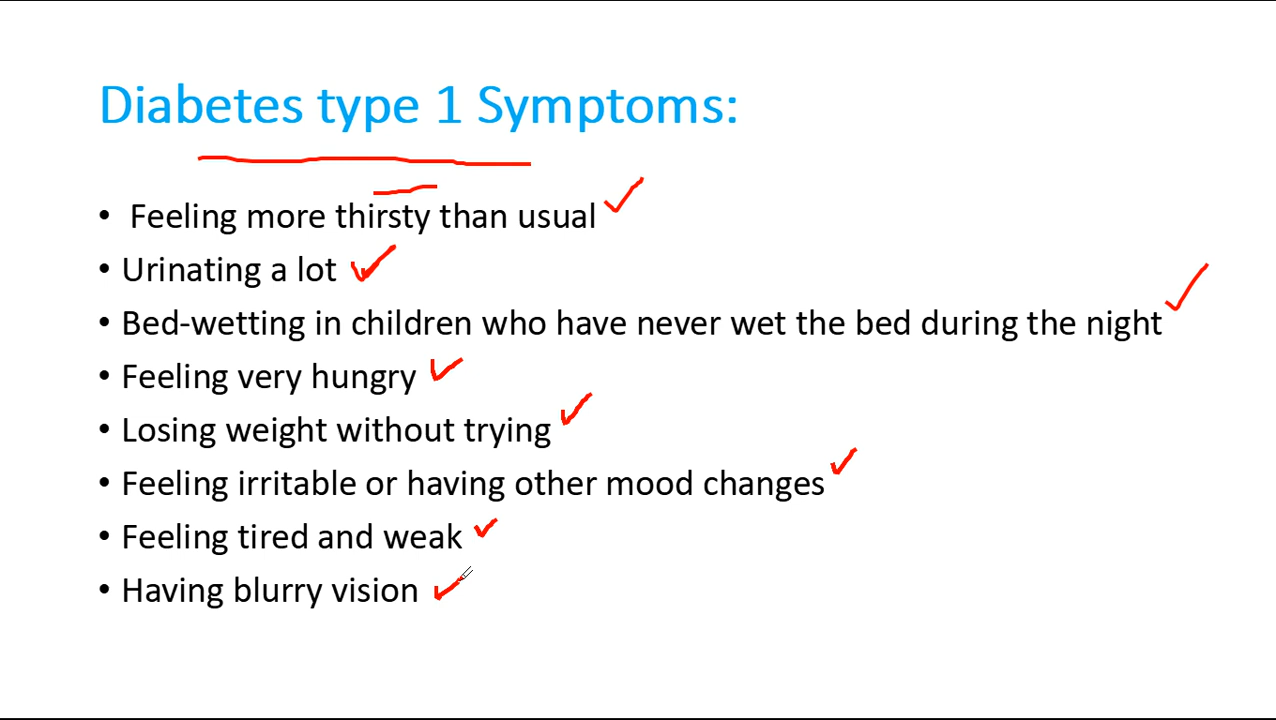 Diabetes type 1 Symptoms:
• Feeling more thirsty than usual
• Urinating a lot
• Bed-wetting in children who have never wet the bed during the night
• Feeling very hungry
• Losing weight without trying
• Feeling irritable or having other mood changes
• Feeling tired and weak
• Having blurry vision